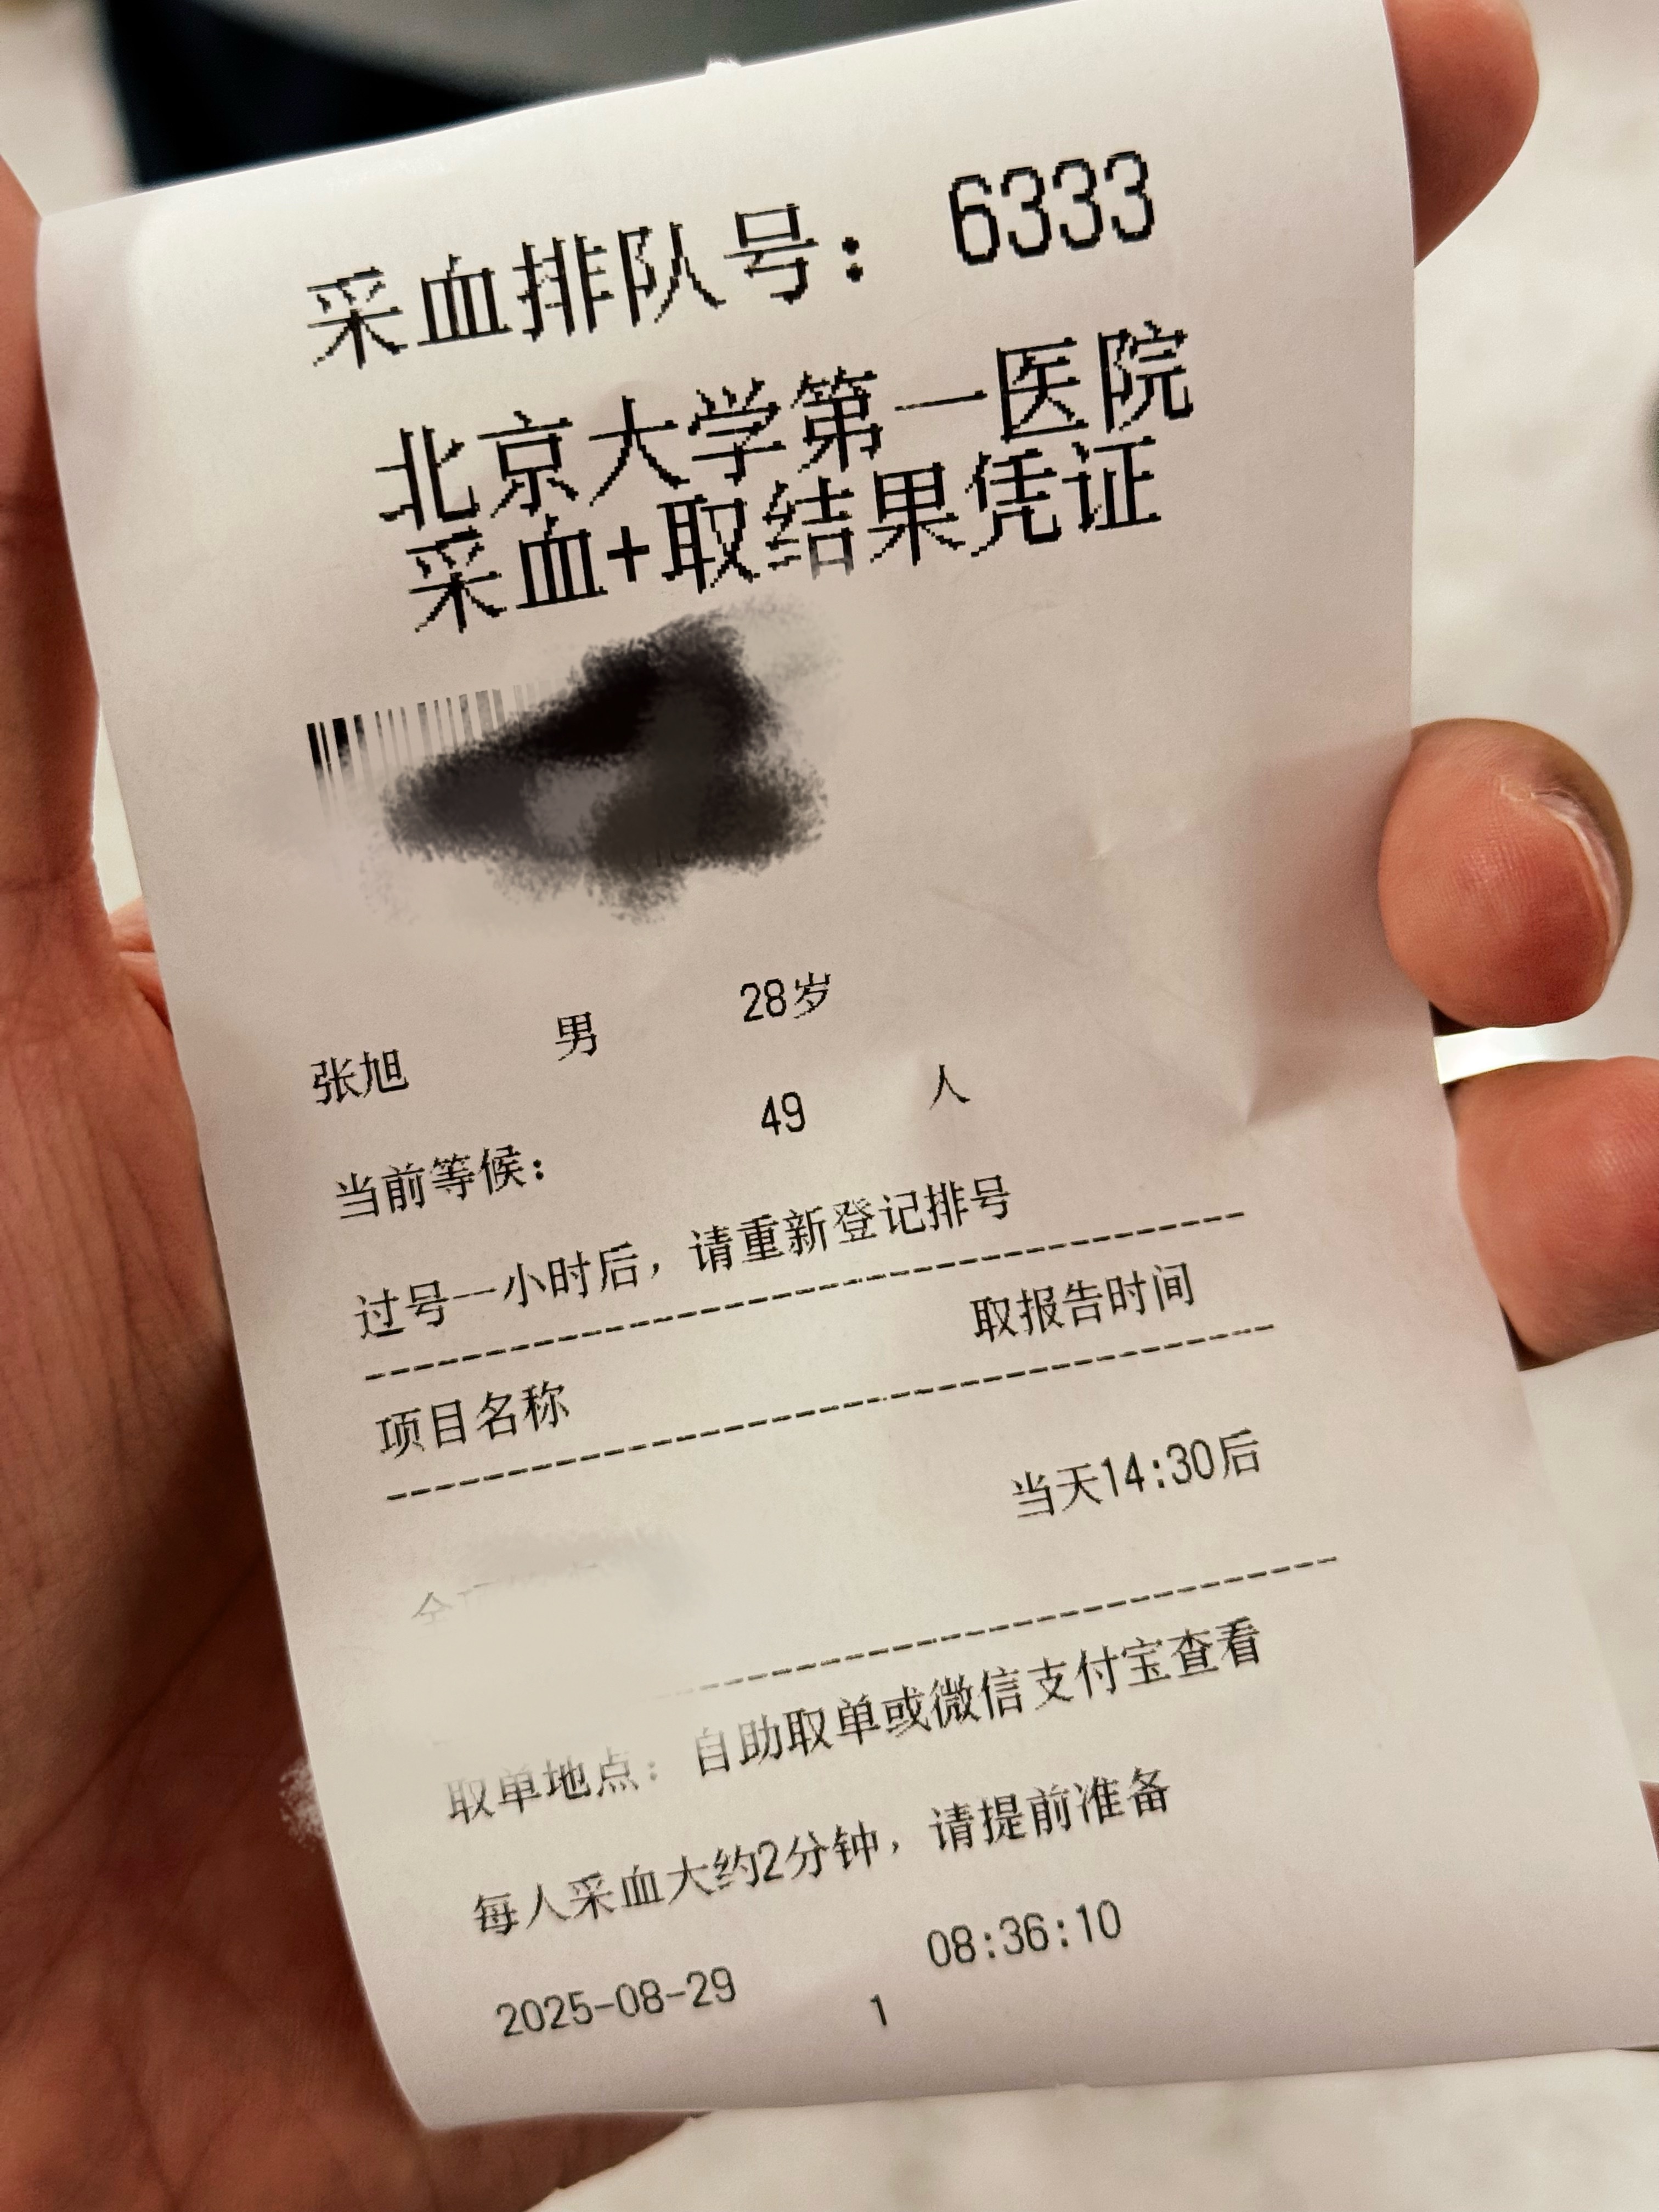 采血排队号： 6333
北京大学第一医院
采血+取结果凭证
张旭 男 28岁
当前等候： 49 人
过号一小时后，请重新登记排号
项目名称 取报告时间
当天14:30后
取单地点：自助取单或微信支付宝查看
每人采血大约2分钟，请提前准备
2025-08-29 08:36:10
1